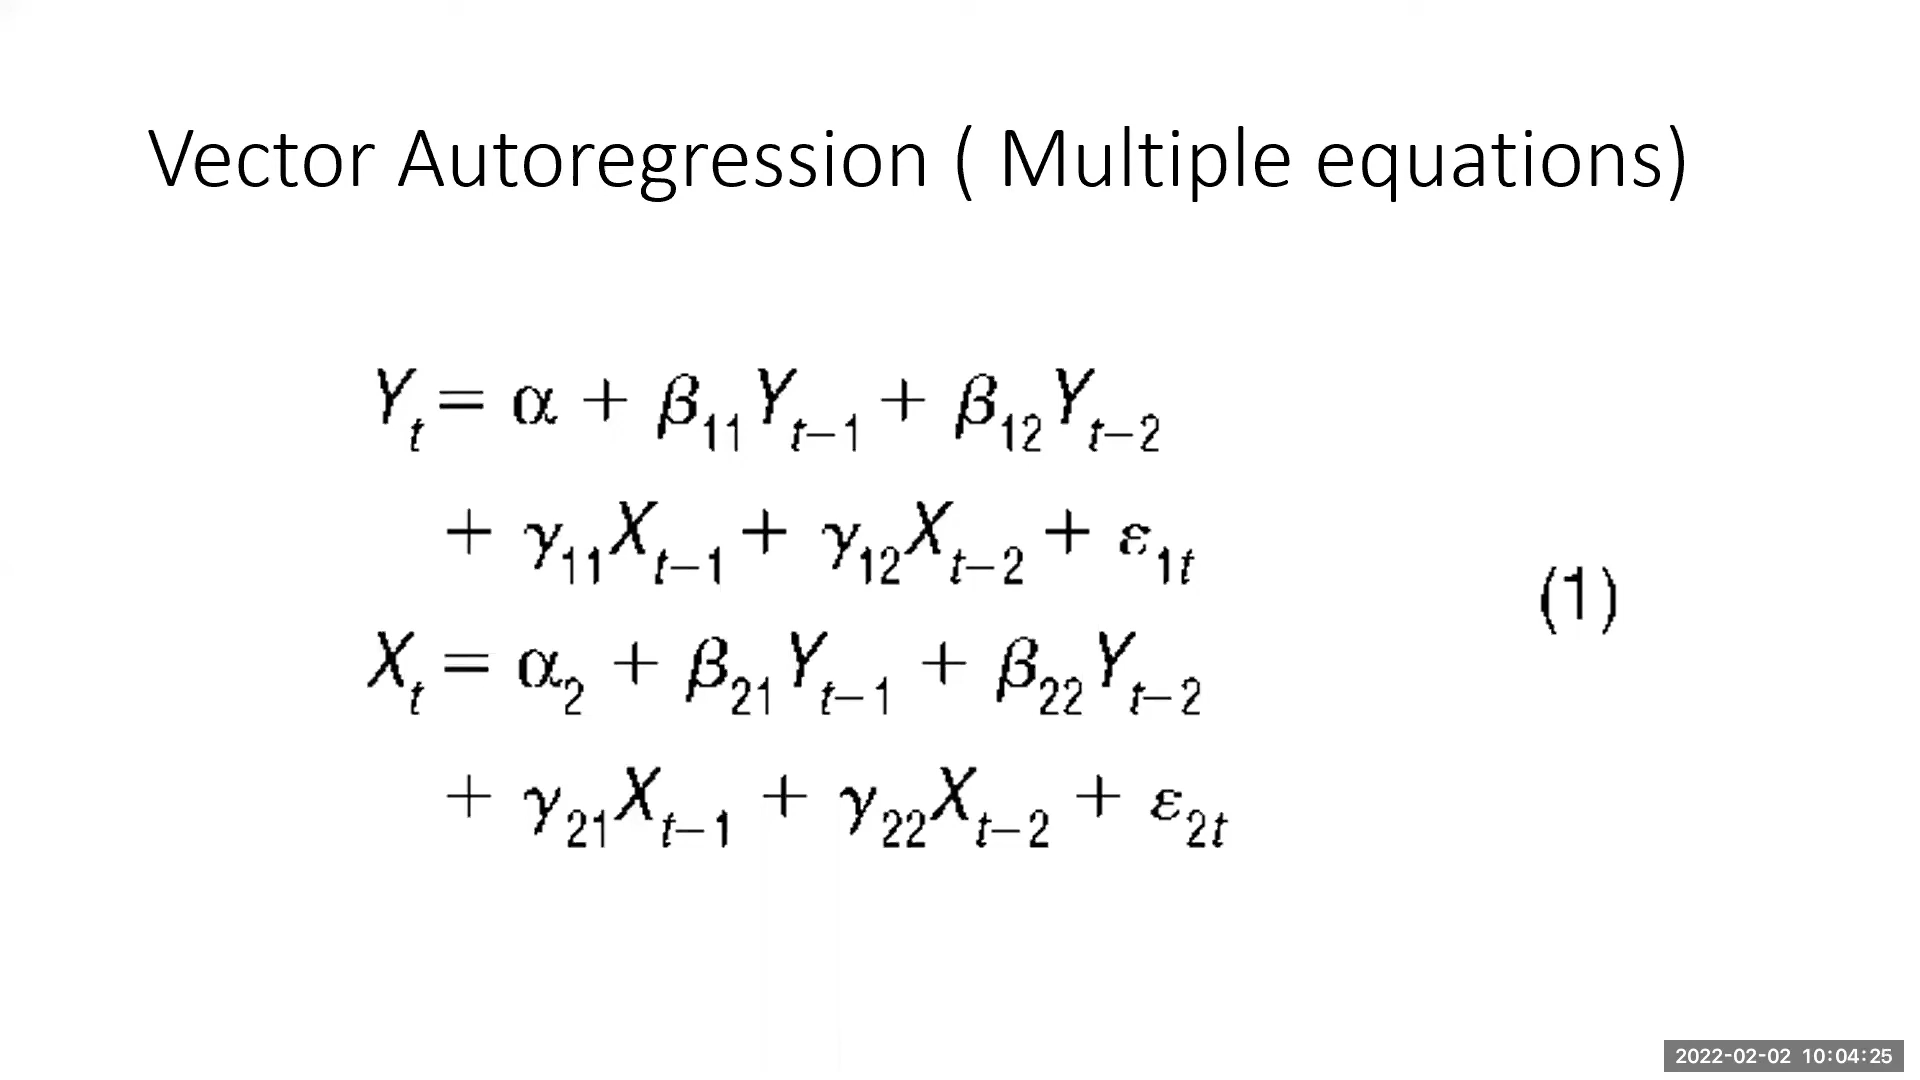 Vector Autoregression ( Multiple equations)
Yₜ = α + β₁₁Yₜ₋₁ + β₁₂Yₜ₋₂
+ γ₁₁Xₜ₋₁ + γ₁₂Xₜ₋₂ + ε₁ₜ
(1)
Xₜ = α₂ + β₂₁Yₜ₋₁ + β₂₂Yₜ₋₂
+ γ₂₁Xₜ₋₁ + γ₂₂Xₜ₋₂ + ε₂ₜ
2022-02-02 10:04:25